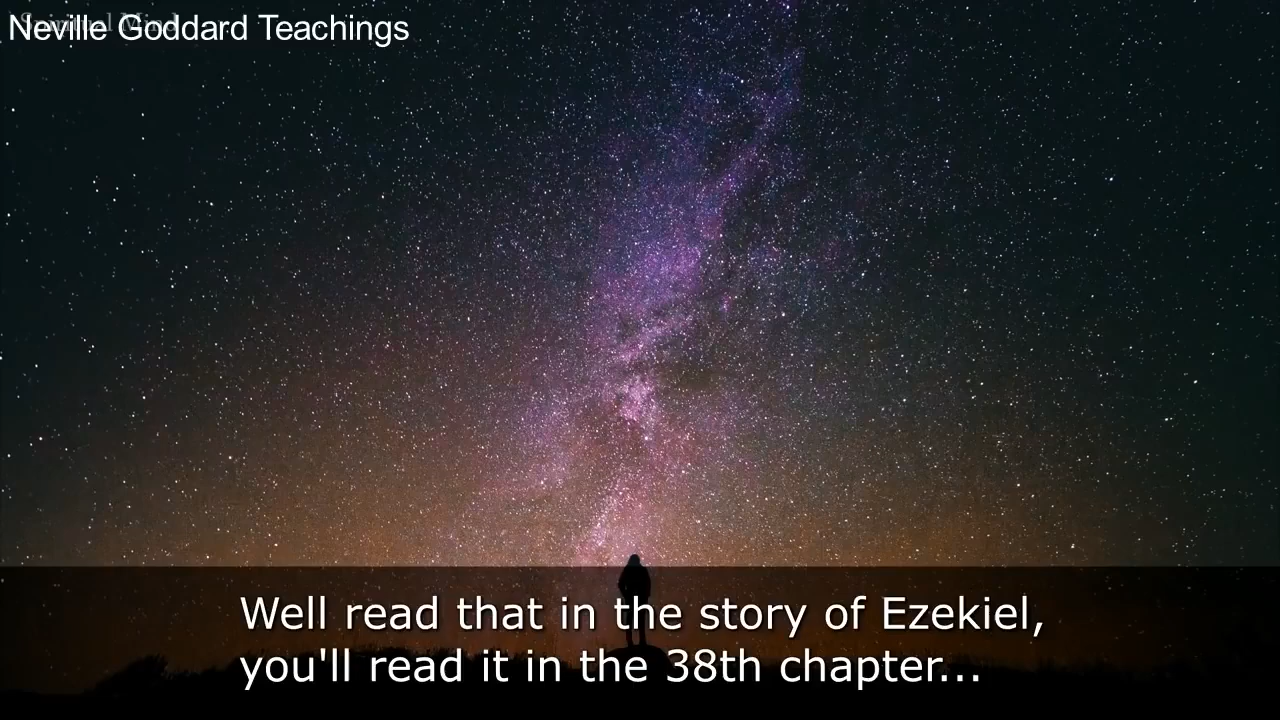 Neville Goddard Teachings
Well read that in the story of Ezekiel,
you'll read it in the 38th chapter...